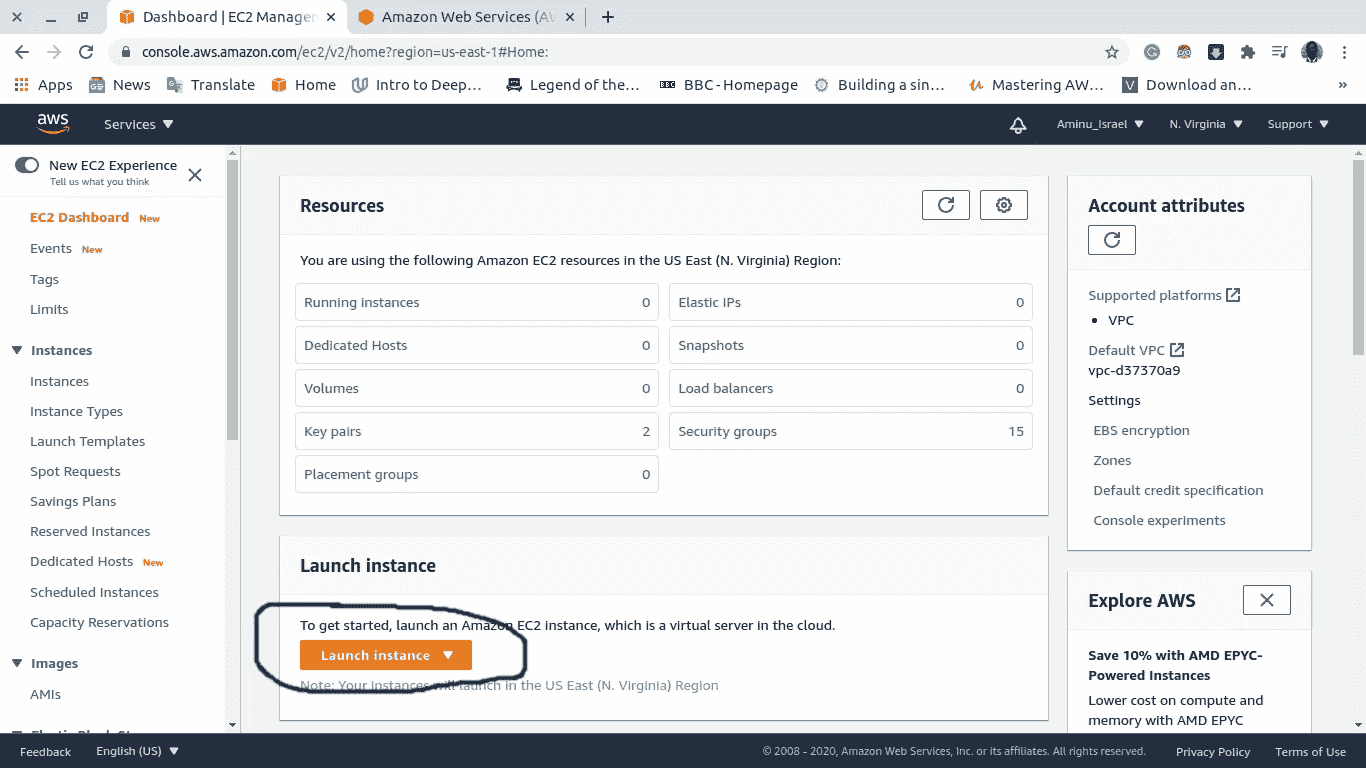 Dashboard | EC2 Manager
Amazon Web Services (AV
console.aws.amazon.com/ec2/v2/home?region=us-east-1#Home:
Apps
News
Translate
Home
Intro to Deep…
Legend of the…
BBC BBC - Homepage
Building a sin…
Mastering AW…
Download an…
aws
Services
Aminu_Israel
N. Virginia
Support
New EC2 Experience
Tell us what you think
EC2 Dashboard New
Events New
Tags
Limits
Instances
Instances
Instance Types
Launch Templates
Spot Requests
Savings Plans
Reserved Instances
Dedicated Hosts New
Scheduled Instances
Capacity Reservations
Images
AMIs
Resources
You are using the following Amazon EC2 resources in the US East (N. Virginia) Region:
Running instances 0
Elastic IPs 0
Dedicated Hosts 0
Snapshots 0
Volumes 0
Load balancers 0
Key pairs 2
Security groups 15
Placement groups 0
Launch instance
To get started, launch an Amazon EC2 instance, which is a virtual server in the cloud.
Launch instance
Note: Your instances will launch in the US East (N. Virginia) Region
Account attributes
Supported platforms
• VPC
Default VPC
vpc-d37370a9
Settings
EBS encryption
Zones
Default credit specification
Console experiments
Explore AWS
Save 10% with AMD EPYC-
Powered Instances
Lower cost on compute and
memory with AMD EPYC
Feedback
English (US)
© 2008 - 2020, Amazon Web Services, Inc. or its affiliates. All rights reserved.
Privacy Policy
Terms of Use